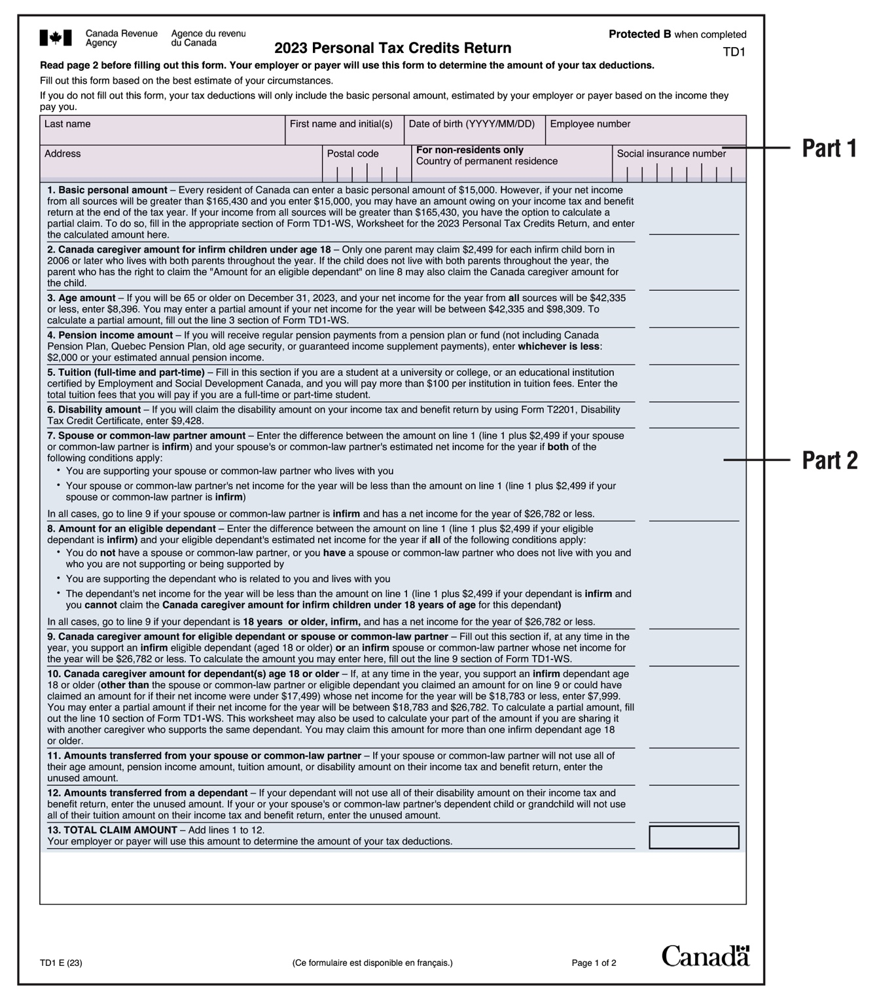 Canada Revenue Agency
Agence du revenu du Canada
2023 Personal Tax Credits Return
Protected B when completed
TD1
Read page 2 before filling out this form. Your employer or payer will use this form to determine the amount of your tax deductions.
Fill out this form based on the best estimate of your circumstances.
If you do not fill out this form, your tax deductions will only include the basic personal amount, estimated by your employer or payer based on the income they
pay you.
Last name
First name and initial(s)
Date of birth (YYYY/MM/DD)
Employee number
Part 1
Address
Postal code
For non-residents only
Country of permanent residence
Social insurance number
1. Basic personal amount – Every resident of Canada can enter a basic personal amount of $15,000. However, if your net income
from all sources will be greater than $165,430 and you enter $15,000, you may have an amount owing on your income tax and benefit
return at the end of the tax year. If your income from all sources will be greater than $165,430, you have the option to calculate a
partial claim. To do so, fill in the appropriate section of Form TD1-WS, Worksheet for the 2023 Personal Tax Credits Return, and enter
the calculated amount here.
2. Canada caregiver amount for infirm children under age 18 – Only one parent may claim $2,499 for each infirm child born in
2006 or later who lives with both parents throughout the year. If the child does not live with both parents throughout the year, the
parent who has the right to claim the "Amount for an eligible dependant" on line 8 may also claim the Canada caregiver amount for
the child.
3. Age amount – If you will be 65 or older on December 31, 2023, and your net income for the year from all sources will be $42,335
or less, enter $8,396. You may enter a partial amount if your net income for the year will be between $42,335 and $98,309. To
calculate a partial amount, fill out the line 3 section of Form TD1-WS.
4. Pension income amount – If you will receive regular pension payments from a pension plan or fund (not including Canada
Pension Plan, Quebec Pension Plan, old age security, or guaranteed income supplement payments), enter whichever is less:
$2,000 or your estimated annual pension income.
5. Tuition (full-time and part-time) – Fill in this section if you are a student at a university or college, or an educational institution
certified by Employment and Social Development Canada, and you will pay more than $100 per institution in tuition fees. Enter the
total tuition fees that you will pay if you are a full-time or part-time student.
6. Disability amount – If you will claim the disability amount on your income tax and benefit return by using Form T2201, Disability
Tax Credit Certificate, enter $9,428.
7. Spouse or common-law partner amount – Enter the difference between the amount on line 1 (line 1 plus $2,499 if your spouse
or common-law partner is infirm) and your spouse's or common-law partner's estimated net income for the year if both of the
following conditions apply:
• You are supporting your spouse or common-law partner who lives with you
Part 2
• Your spouse or common-law partner's net income for the year will be less than the amount on line 1 (line 1 plus $2,499 if your
spouse or common-law partner is infirm)
In all cases, go to line 9 if your spouse or common-law partner is infirm and has a net income for the year of $26,782 or less.
8. Amount for an eligible dependant – Enter the difference between the amount on line 1 (line 1 plus $2,499 if your eligible
dependant is infirm) and your eligible dependant's estimated net income for the year if all of the following conditions apply:
• You do not have a spouse or common-law partner, or you have a spouse or common-law partner who does not live with you and
who you are not supporting or being supported by
• You are supporting the dependant who is related to you and lives with you
• The dependant's net income for the year will be less than the amount on line 1 (line 1 plus $2,499 if your dependant is infirm and
you cannot claim the Canada caregiver amount for infirm children under 18 years of age for this dependant)
In all cases, go to line 9 if your dependant is 18 years or older, infirm, and has a net income for the year of $26,782 or less.
9. Canada caregiver amount for eligible dependant or spouse or common-law partner – Fill out this section if, at any time in the
year, you support an infirm eligible dependant (aged 18 or older) or an infirm spouse or common-law partner whose net income for
the year will be $26,782 or less. To calculate the amount you may enter here, fill out the line 9 section of Form TD1-WS.
10. Canada caregiver amount for dependant(s) age 18 or older – If, at any time in the year, you support an infirm dependant age
18 or older (other than the spouse or common-law partner or eligible dependant you claimed an amount for on line 9 or could have
claimed an amount for if their net income were under $17,499) whose net income for the year will be $18,783 or less, enter $7,999.
You may enter a partial amount if their net income for the year will be between $18,783 and $26,782. To calculate a partial amount, fill
out the line 10 section of Form TD1-WS. This worksheet may also be used to calculate your part of the amount if you are sharing it
with another caregiver who supports the same dependant. You may claim this amount for more than one infirm dependant age 18
or older.
11. Amounts transferred from your spouse or common-law partner – If your spouse or common-law partner will not use all of
their age amount, pension income amount, tuition amount, or disability amount on their income tax and benefit return, enter the
unused amount.
12. Amounts transferred from a dependant – If your dependant will not use all of their disability amount on their income tax and
benefit return, enter the unused amount. If your or your spouse's or common-law partner's dependent child or grandchild will not use
all of their tuition amount on their income tax and benefit return, enter the unused amount.
13. TOTAL CLAIM AMOUNT – Add lines 1 to 12.
Your employer or payer will use this amount to determine the amount of your tax deductions.
TD1 E (23)
(Ce formulaire est disponible en français.)
Page 1 of 2
Canada